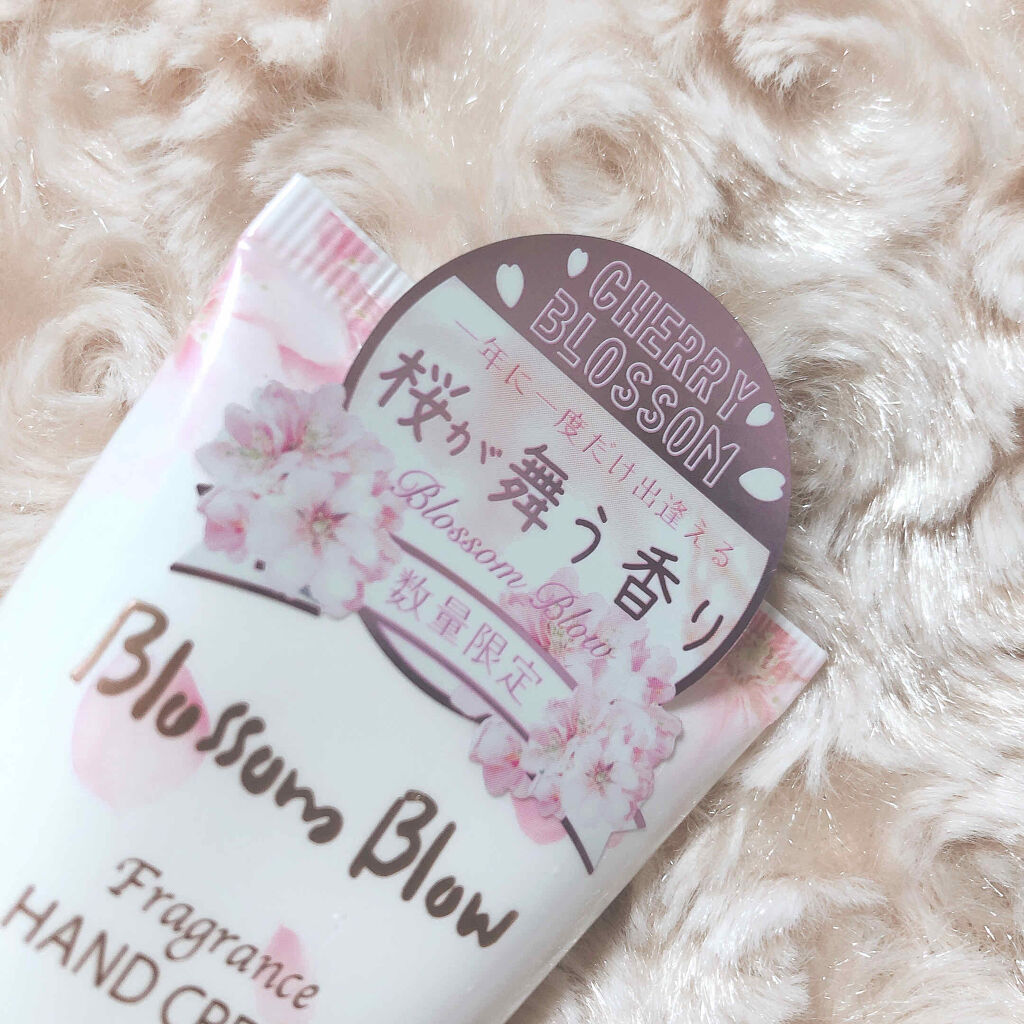 CHERRY
BLOSSOM
一年に一度だけ出逢える
桜が舞う香り
Blossom Blow
数量限定
Blossom Blow
Fragrance
HAND CRE